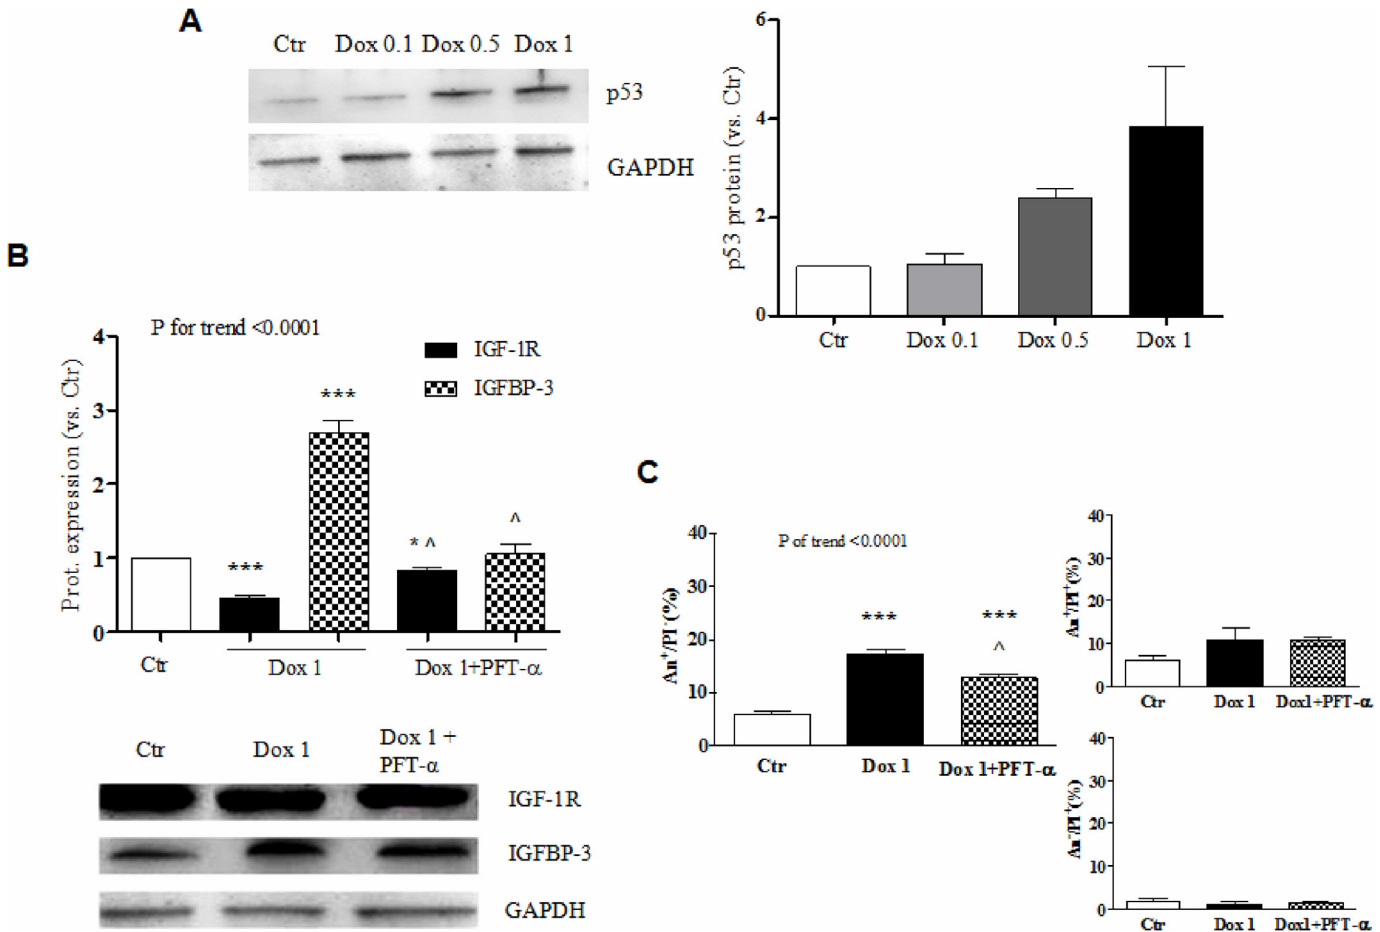 A
Ctr Dox 0.1 Dox 0.5 Dox 1
p53
GAPDH
p53 protein (vs. Ctr)
6
4
2
0
Ctr Dox 0.1 Dox 0.5 Dox 1
B
P for trend <0.0001
IGF-1R
IGFBP-3
Prot. expression (vs. Ctr)
4
3
2
1
0
***
***
* ^
^
Ctr Dox 1 Dox 1+PFT-α
Ctr Dox 1 Dox 1 +
PFT-α
IGF-1R
IGFBP-3
GAPDH
C
P of trend <0.0001
An⁺/PI⁻(%)
40
30
20
10
0
***
***
^
Ctr Dox 1 Dox 1+PFT-α
An⁺/PI⁺(%)
40
30
20
10
0
Ctr Dox 1 Dox1+PFT-α
An⁻/PI⁺(%)
40
30
20
10
0
Ctr Dox 1 Dox1+PFT-α